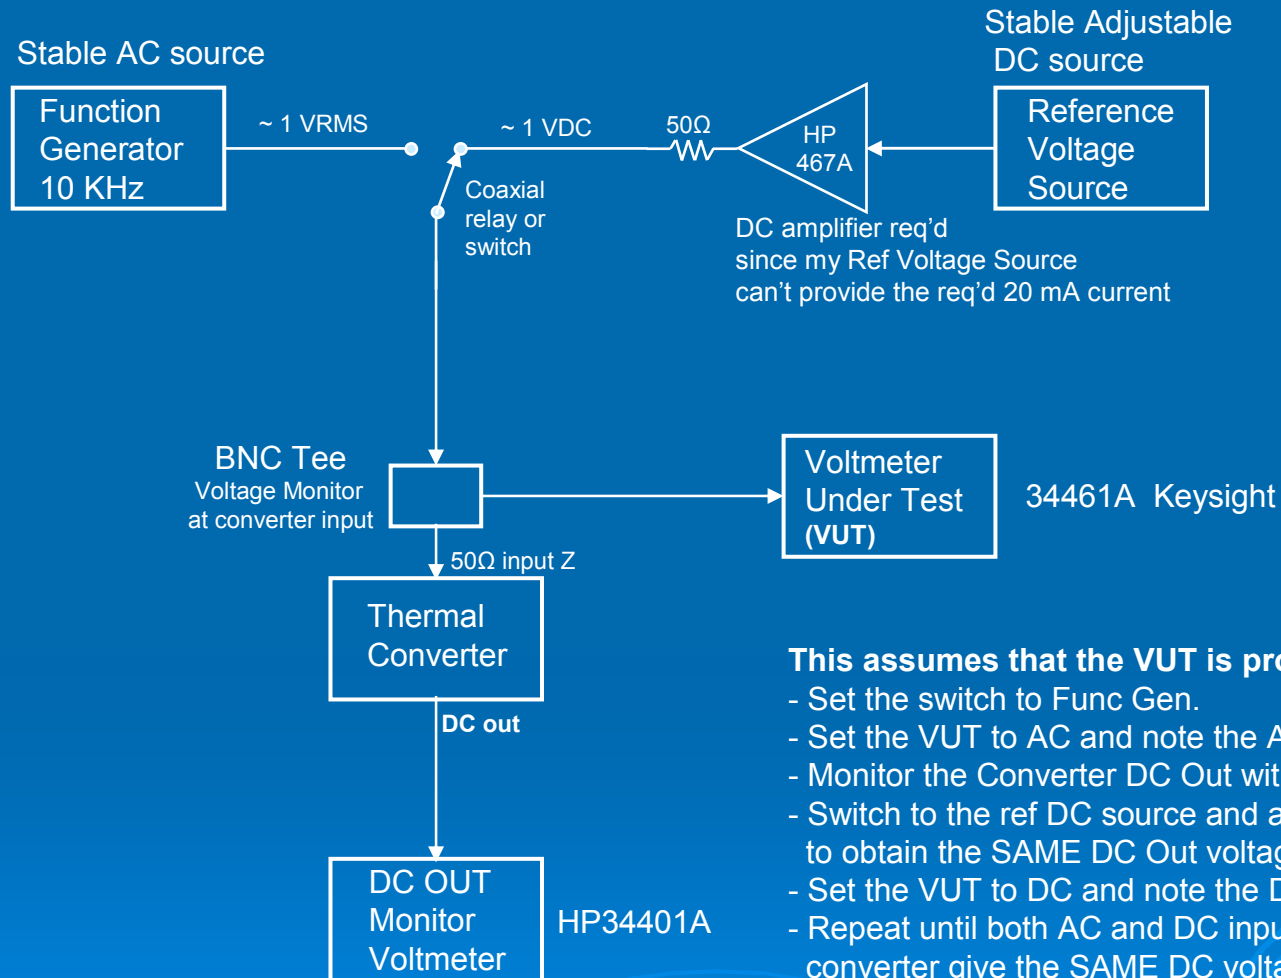 Stable AC source
Function
Generator
10 KHz
~ 1 VRMS
~ 1 VDC
50Ω
HP
467A
Stable Adjustable
DC source
Reference
Voltage
Source
Coaxial
relay or
switch
DC amplifier req'd
since my Ref Voltage Source
can't provide the req'd 20 mA current
BNC Tee
Voltage Monitor
at converter input
Voltmeter
Under Test
(VUT)
34461A Keysight
50Ω input Z
Thermal
Converter
DC out
DC OUT
Monitor
Voltmeter
HP34401A
This assumes that the VUT is
- Set the switch to Func Gen.
- Set the VUT to AC and note the
- Monitor the Converter DC Out
- Switch to the ref DC source and
to obtain the SAME DC Out
- Set the VUT to DC and note the
- Repeat until both AC and DC
converter give the SAME DC